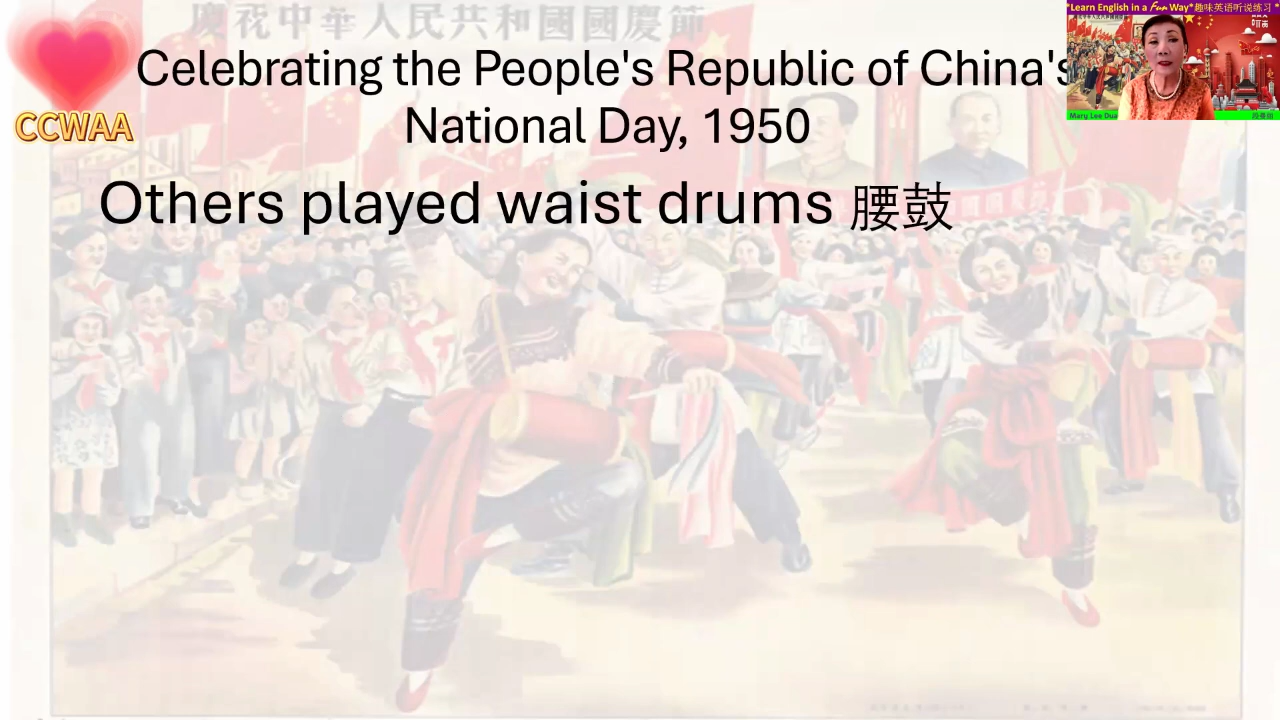 慶祝中華人民共和國國慶節
*Learn English in a Fun Way*趣味英语听说练习 *
Celebrating the People's Republic of China's
National Day, 1950
CCWAA
Mary Lee Dua
Others played waist drums 腰鼓